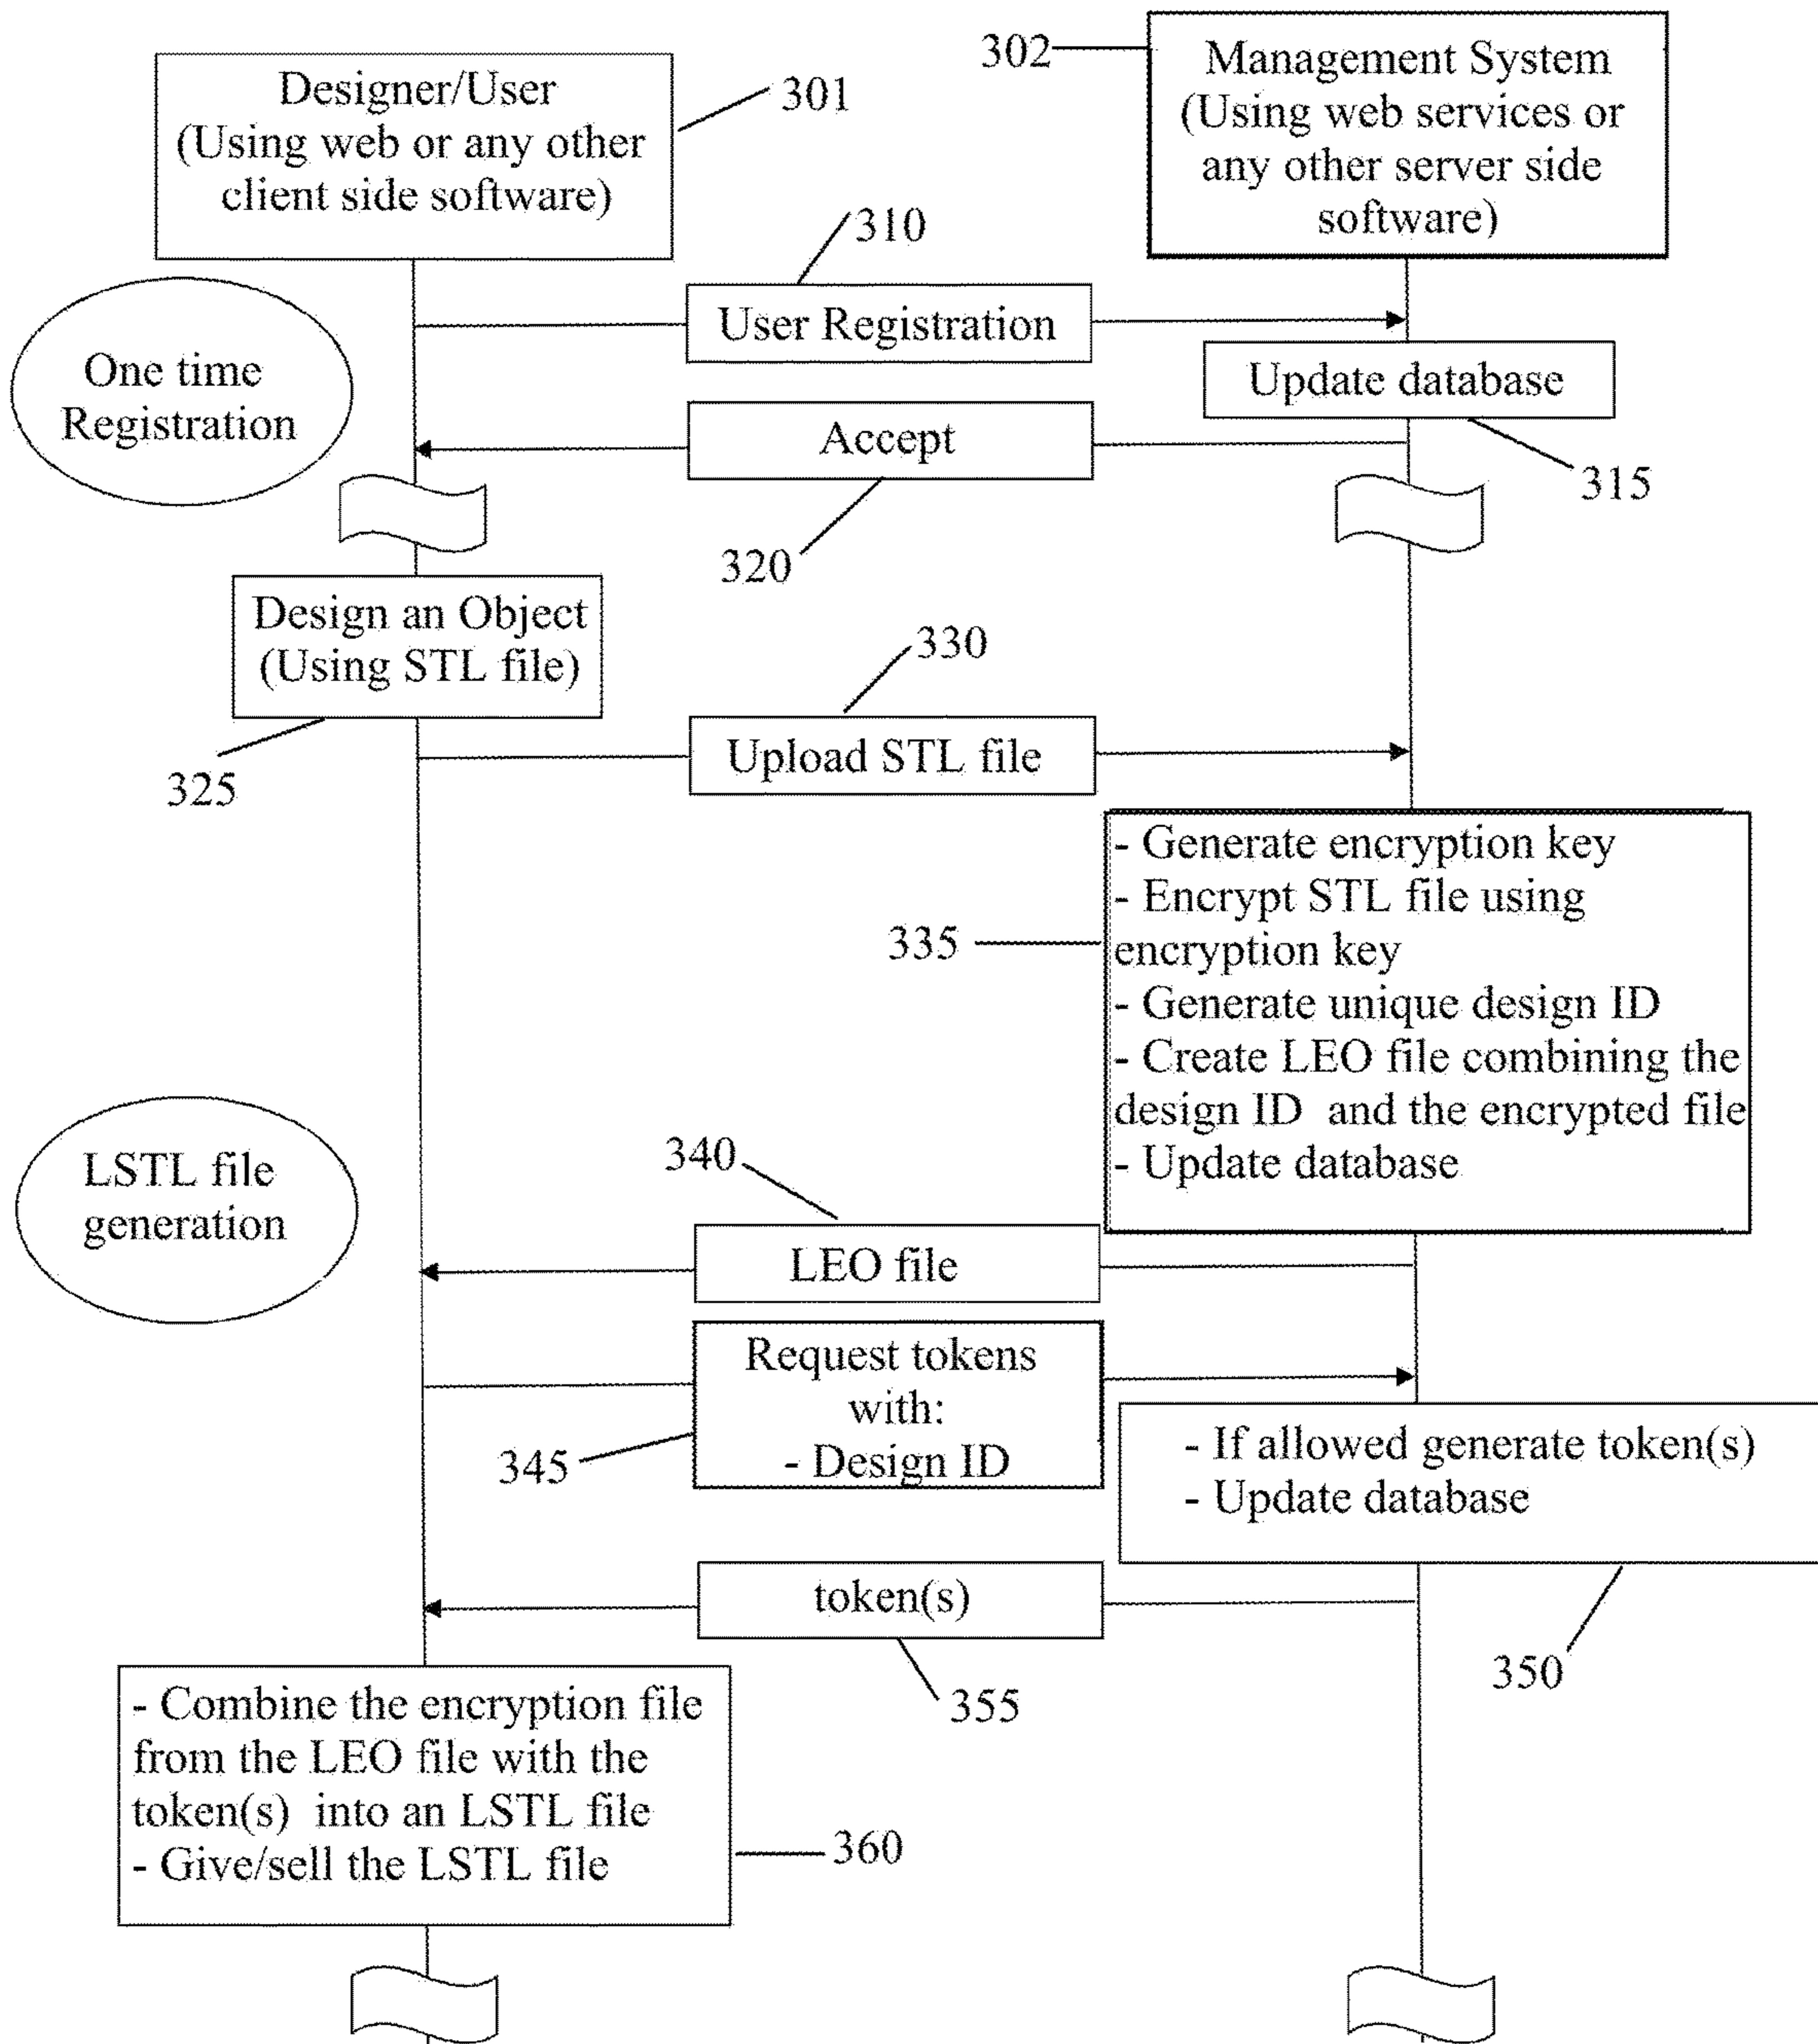 302
Designer/User
(Using web or any other
client side software)
301
Management System
(Using web services or
any other server side
software)
310
User Registration
One time
Registration
Update database
Accept
315
320
Design an Object
(Using STL file)
330
Upload STL file
325
- Generate encryption key
- Encrypt STL file using
encryption key
- Generate unique design ID
- Create LEO file combining the
design ID and the encrypted file
- Update database
335
340
LSTL file
generation
LEO file
Request tokens
with:
- Design ID
345
- If allowed generate token(s)
- Update database
token(s)
350
355
- Combine the encryption file
from the LEO file with the
token(s) into an LSTL file
- Give/sell the LSTL file
360